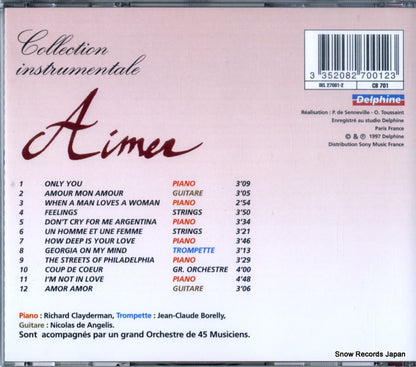 Collection
instrumentale
Aimer
3 352082 700123
DEL 27001-2 CB 701
Delphine
Réalisation : P. de Senneville - O. Toussaint
Enregistré au studio Delphine
Paris France
© & ℗ 1997 Delphine
Distribution Sony Music France
1 ONLY YOU PIANO 3'09
2 AMOUR MON AMOUR GUITARE 3'05
3 WHEN A MAN LOVES A WOMAN PIANO 2'54
4 FEELINGS STRINGS 3'50
5 DON'T CRY FOR ME ARGENTINA PIANO 3'34
6 UN HOMME ET UNE FEMME STRINGS 3'21
7 HOW DEEP IS YOUR LOVE PIANO 3'46
8 GEORGIA ON MY MIND TROMPETTE 3'13
9 THE STREETS OF PHILADELPHIA PIANO 3'29
10 COUP DE COEUR GR. ORCHESTRE 4'00
11 I'M NOT IN LOVE PIANO 4'48
12 AMOR AMOR GUITARE 3'06
Piano : Richard Clayderman, Trompette : Jean-Claude Borelly,
Guitare : Nicolas de Angelis.
Sont acompagnés par un grand Orchestre de 45 Musiciens.
Snow Records Japan